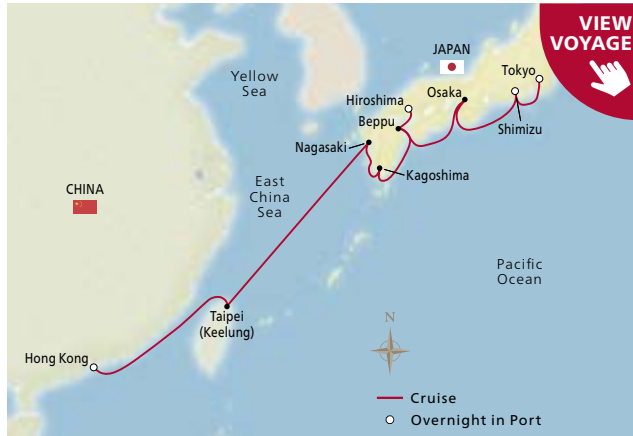 VIEW
VOYAGE
JAPAN
Tokyo
Yellow
Sea
Hiroshima
Osaka
Beppu
Shimizu
Nagasaki
Kagoshima
CHINA
East
China
Sea
Pacific
Ocean
Taipei
(Keelung)
N
Hong Kong
Cruise
Overnight in Port